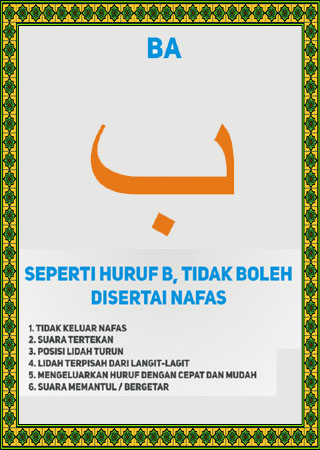 BA
ب
SEPERTI HURUF B, TIDAK BOLEH
DISERTAI NAFAS
1. TIDAK KELUAR NAFAS
2. SUARA TERTEKAN
3. POSISI LIDAH TURUN
4. LIDAH TERPISAH DARI LANGIT-LAGIT
5. MENGELUARKAN HURUF DENGAN CEPAT DAN MUDAH
6. SUARA MEMANTUL / BERGETAR